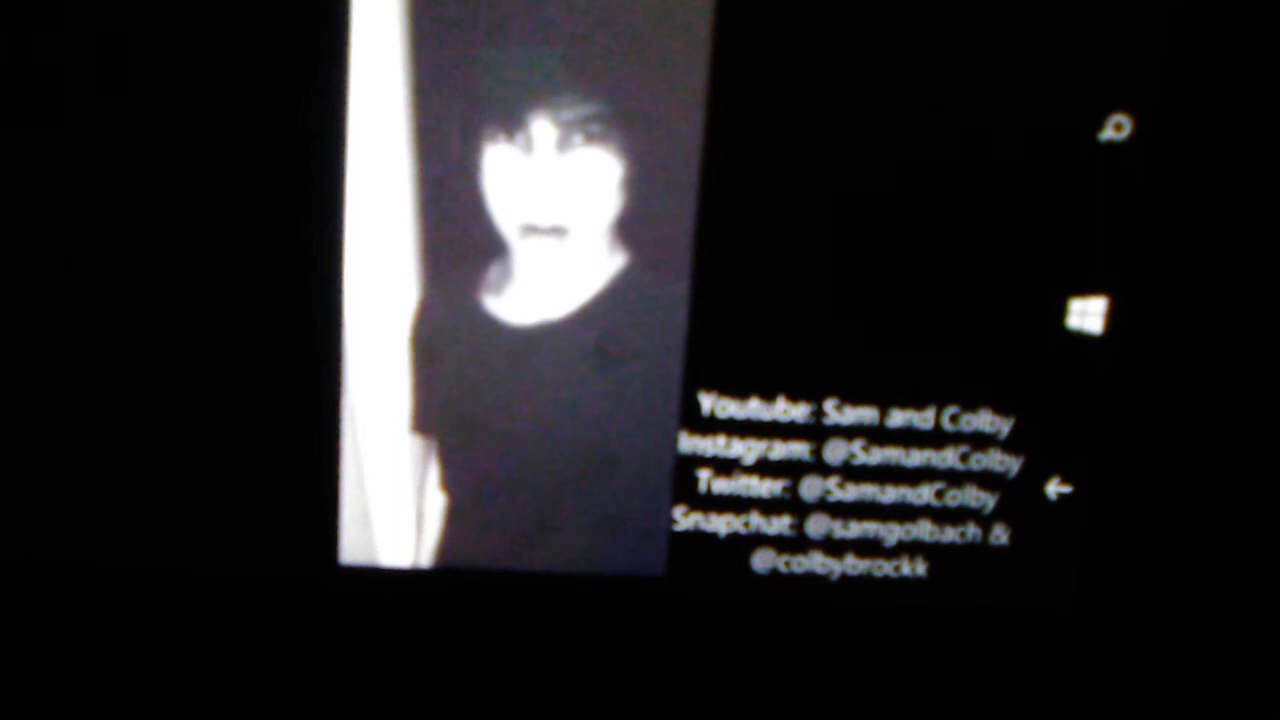 Youtube: Sam and Colby
Instagram: @SamandColby
Twitter: @SamandColby
Snapchat: @samgolbach &
@colbybrockk